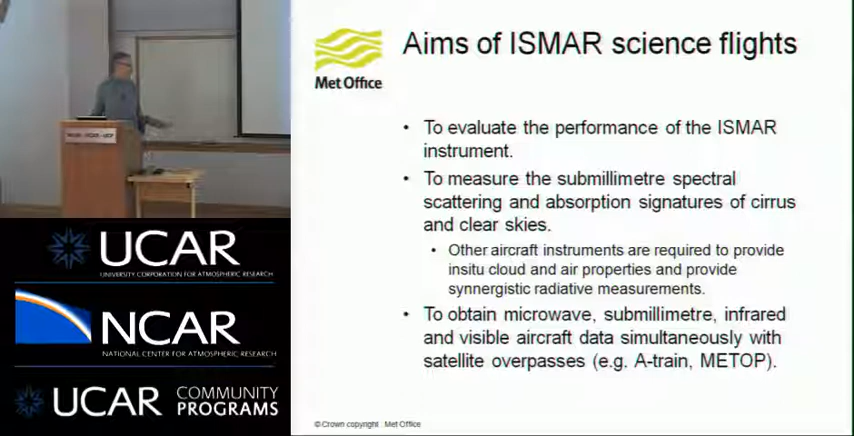 Met Office
Aims of ISMAR science flights
• To evaluate the performance of the ISMAR
instrument.
• To measure the submillimetre spectral
scattering and absorption signatures of cirrus
and clear skies.
• Other aircraft instruments are required to provide
insitu cloud and air properties and provide
synnergistic radiative measurements.
• To obtain microwave, submillimetre, infrared
and visible aircraft data simultaneously with
satellite overpasses (e.g. A-train, METOP).
© Crown copyright Met Office
UCAR
UNIVERSITY CORPORATION FOR ATMOSPHERIC RESEARCH
NCAR
NATIONAL CENTER FOR ATMOSPHERIC RESEARCH
UCAR
COMMUNITY
PROGRAMS